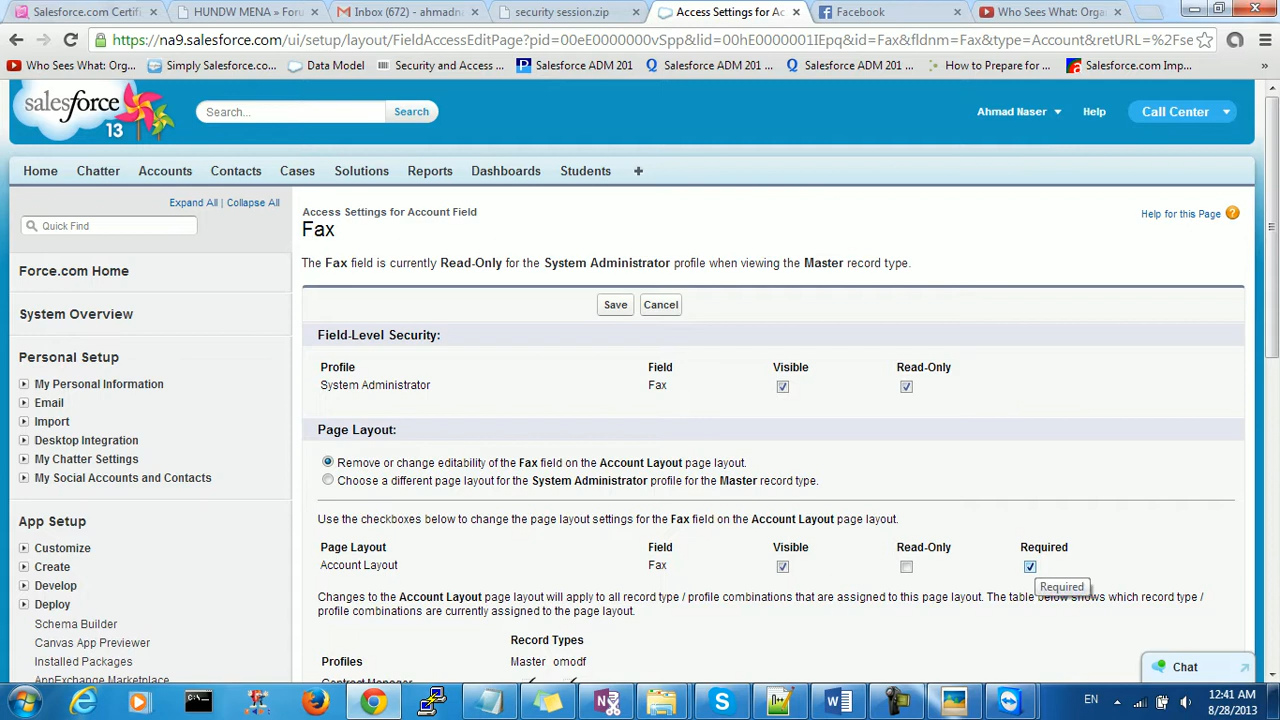 Salesforce.com Certifi
HUNDW MENA » Foru
Inbox (672) - ahmadnu
security session.zip
Access Settings for Ac
Facebook
Who Sees What: Orga
https://na9.salesforce.com/ui/setup/layout/FieldAccessEditPage?pid=00eE0000000vSpp&lid=00hE0000001IEpq&id=Fax&fldnm=Fax&type=Account&retURL=%2Fse
Who Sees What: Org...
Simply Salesforce.co...
Data Model
Security and Access ...
Salesforce ADM 201
Salesforce ADM 201 ...
Salesforce ADM 201 ...
How to Prepare for ...
Salesforce.com Imp...
»
salesforce
13
Search...
Search
Ahmad Naser
Help
Call Center
Home
Chatter
Accounts
Contacts
Cases
Solutions
Reports
Dashboards
Students
+
Expand All | Collapse All
Quick Find
Force.com Home
System Overview
Personal Setup
My Personal Information
Email
Import
Desktop Integration
My Chatter Settings
My Social Accounts and Contacts
App Setup
Customize
Create
Develop
Deploy
Schema Builder
Canvas App Previewer
Installed Packages
AppExchange Marketplace
Access Settings for Account Field
Fax
Help for this Page ?
The Fax field is currently Read-Only for the System Administrator profile when viewing the Master record type.
Save
Cancel
Field-Level Security:
Profile Field Visible Read-Only
System Administrator Fax
Page Layout:
Remove or change editability of the Fax field on the Account Layout page layout.
Choose a different page layout for the System Administrator profile for the Master record type.
Use the checkboxes below to change the page layout settings for the Fax field on the Account Layout page layout.
Page Layout Field Visible Read-Only Required
Account Layout Fax
Required
Changes to the Account Layout page layout will apply to all record type / profile combinations that are assigned to this page layout. The table below shows which record type /
profile combinations are currently assigned to the page layout.
Record Types
Profiles Master omodf
Contract Manager
Chat
EN
12:41 AM
8/28/2013